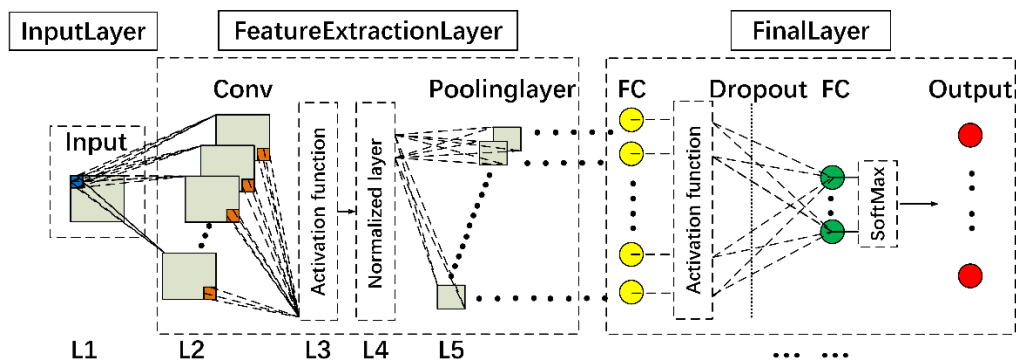 InputLayer
FeatureExtractionLayer
FinalLayer
Conv
Poolinglayer
FC
Dropout
FC
Output
Input
Activation function
Normalized layer
Activation function
SoftMax
L1
L2
L3
L4
L5